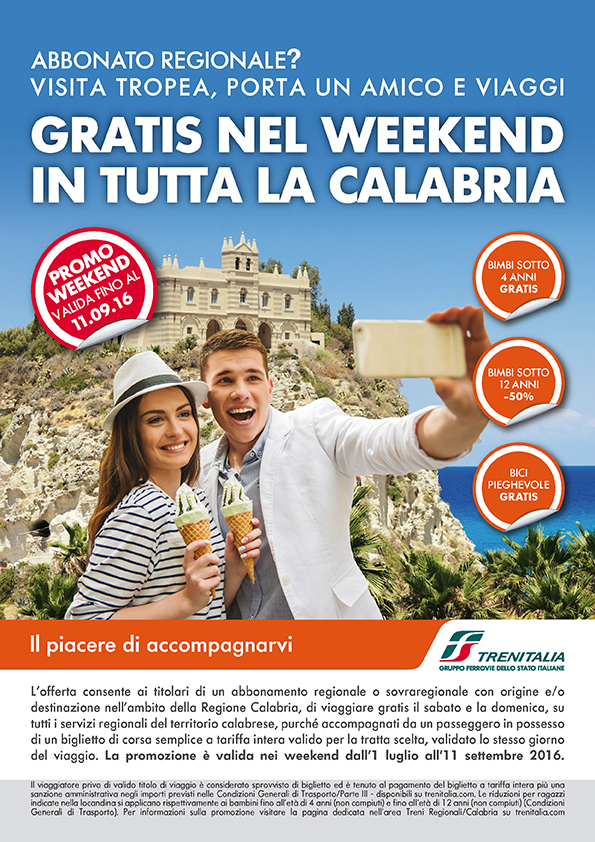 ABBONATO REGIONALE?
VISITA TROPEA, PORTA UN AMICO E VIAGGI
GRATIS NEL WEEKEND
IN TUTTA LA CALABRIA
PROMO
WEEKEND
VALIDA FINO AL
11.09.16
BIMBI SOTTO
4 ANNI
GRATIS
BIMBI SOTTO
12 ANNI
-50%
BICI
PIEGHEVOLE
GRATIS
Il piacere di accompagnarvi
TRENITALIA
GRUPPO FERROVIE DELLO STATO ITALIANE
L'offerta consente ai titolari di un abbonamento regionale o sovraregionale con origine e/o
destinazione nell'ambito della Regione Calabria, di viaggiare gratis il sabato e la domenica, su
tutti i servizi regionali del territorio calabrese, purché accompagnati da un passeggero in possesso
di un biglietto di corsa semplice a tariffa intera valido per la tratta scelta, validato lo stesso giorno
del viaggio. La promozione è valida nei weekend dall'1 luglio all'11 settembre 2016.
Il viaggiatore privo di valido titolo di viaggio è considerato sprovvisto di biglietto ed è tenuto al pagamento del biglietto a tariffa intera più una
sanzione amministrativa negli importi previsti nelle Condizioni Generali di Trasporto/Parte III - disponibili su trenitalia.com. Le riduzioni per ragazzi
indicate nella locandina si applicano rispettivamente ai bambini fino all'età di 4 anni (non compiuti) e fino all'età di 12 anni (non compiuti) (Condizioni
Generali di Trasporto). Per informazioni sulla promozione visitare la pagina dedicata nell'area Treni Regionali/Calabria su trenitalia.com